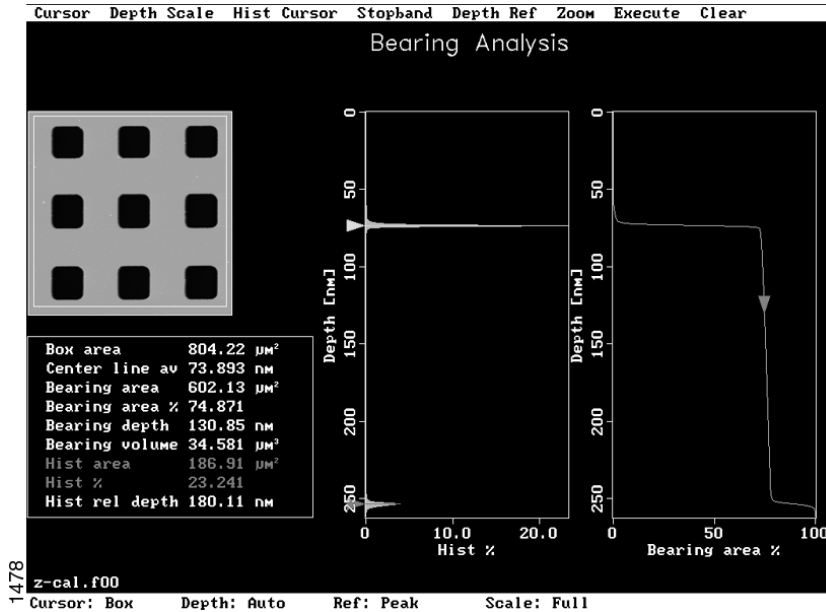 Cursor Depth Scale Hist Cursor Stopband Depth Ref Zoom Execute Clear
Bearing Analysis
Box area 804.22 µm²
Center line av 73.893 nm
Bearing area 602.13 µm²
Bearing area % 74.871
Bearing depth 130.85 nm
Bearing volume 34.581 µm³
Hist area 186.91 µm²
Hist % 23.241
Hist rel depth 180.11 nm
Depth [nm]
0
50
100
150
200
250
0 10.0 20.0
Hist %
Depth [nm]
0
50
100
150
200
250
0 50 100
Bearing area %
1478
z-cal.f00
Cursor: Box Depth: Auto Ref: Peak Scale: Full